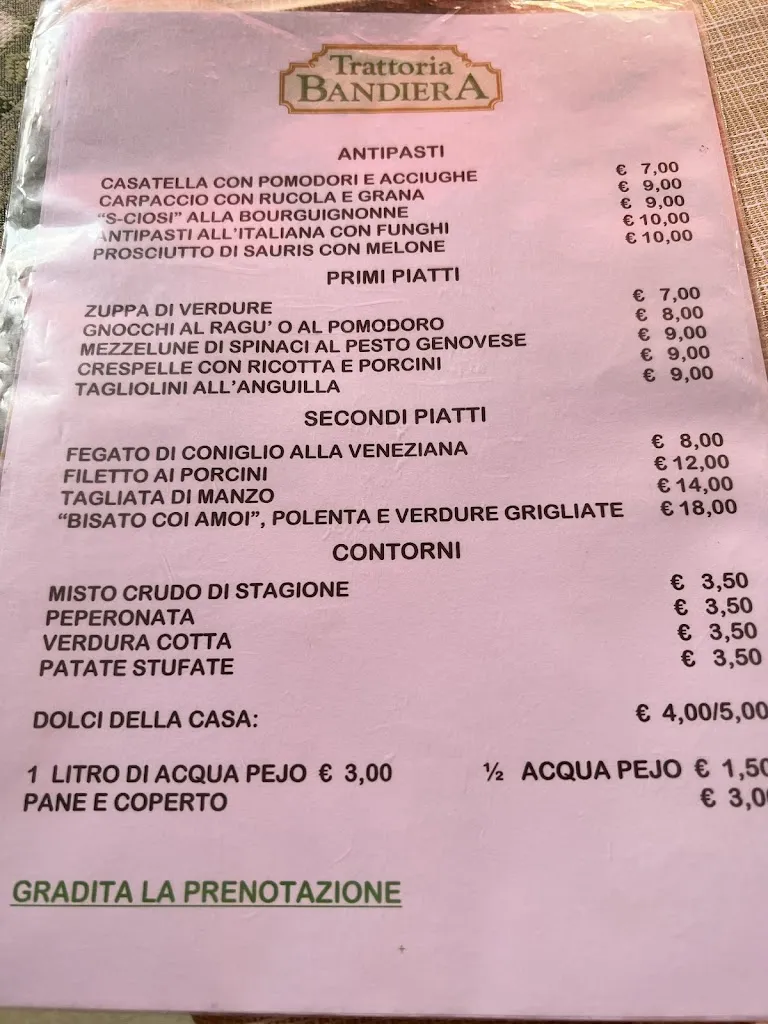 Trattoria
BANDIERA
ANTIPASTI
CASATELLA CON POMODORI E ACCIUGHE € 7,00
CARPACCIO CON RUCOLA E GRANA € 9,00
"S-CIOSI" ALLA BOURGUIGNONNE € 9,00
ANTIPASTI ALL'ITALIANA CON FUNGHI € 10,00
PROSCIUTTO DI SAURIS CON MELONE € 10,00
PRIMI PIATTI
ZUPPA DI VERDURE € 7,00
GNOCCHI AL RAGU' O AL POMODORO € 8,00
MEZZELUNE DI SPINACI AL PESTO GENOVESE € 9,00
CRESPELLE CON RICOTTA E PORCINI € 9,00
TAGLIOLINI ALL'ANGUILLA € 9,00
SECONDI PIATTI
FEGATO DI CONIGLIO ALLA VENEZIANA € 8,00
FILETTO AI PORCINI € 12,00
TAGLIATA DI MANZO € 14,00
"BISATO COI AMOI", POLENTA E VERDURE GRIGLIATE € 18,00
CONTORNI
MISTO CRUDO DI STAGIONE € 3,50
PEPERONATA € 3,50
VERDURA COTTA € 3,50
PATATE STUFATE € 3,50
DOLCI DELLA CASA: € 4,00/5,00
1 LITRO DI ACQUA PEJO € 3,00 ½ ACQUA PEJO € 1,50
PANE E COPERTO € 3,00
GRADITA LA PRENOTAZIONE